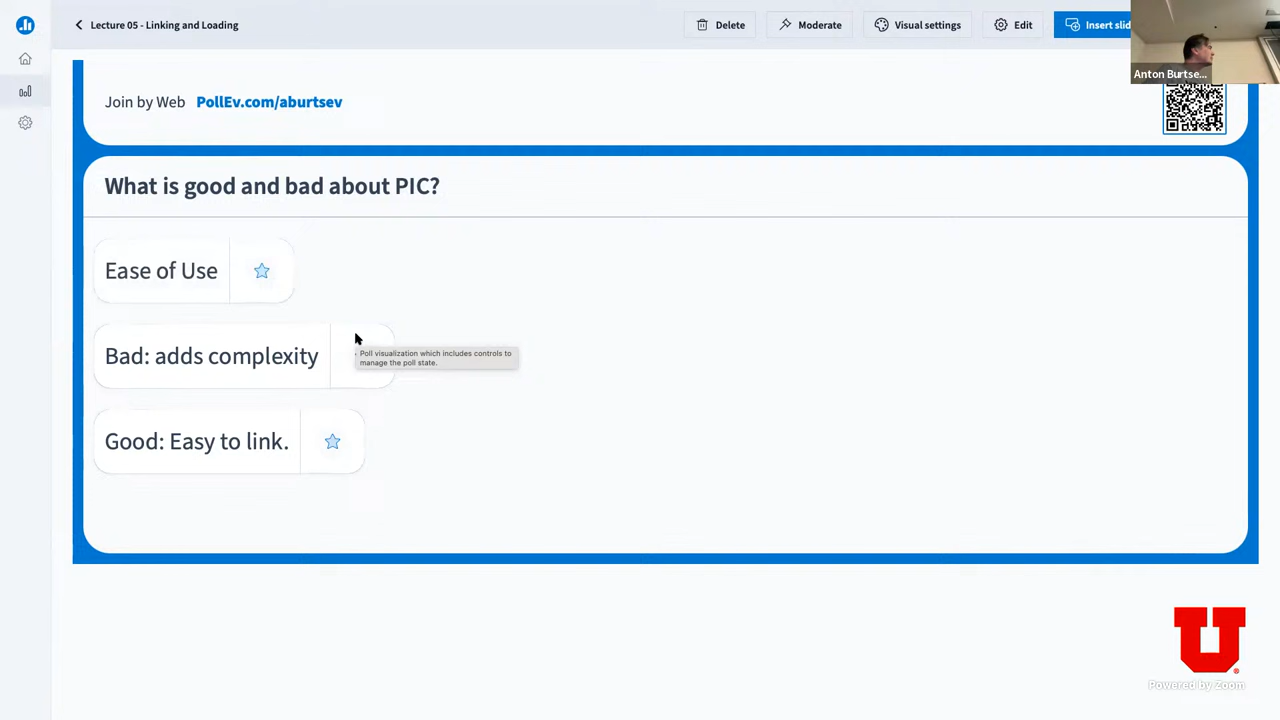 Lecture 05 - Linking and Loading
Delete
Moderate
Visual settings
Edit
Insert slid
Anton Burtse...
Join by Web PollEv.com/aburtsev
What is good and bad about PIC?
Ease of Use
Bad: adds complexity
Poll visualization which includes controls to
manage the poll state.
Good: Easy to link.
U
Powered by Zoom